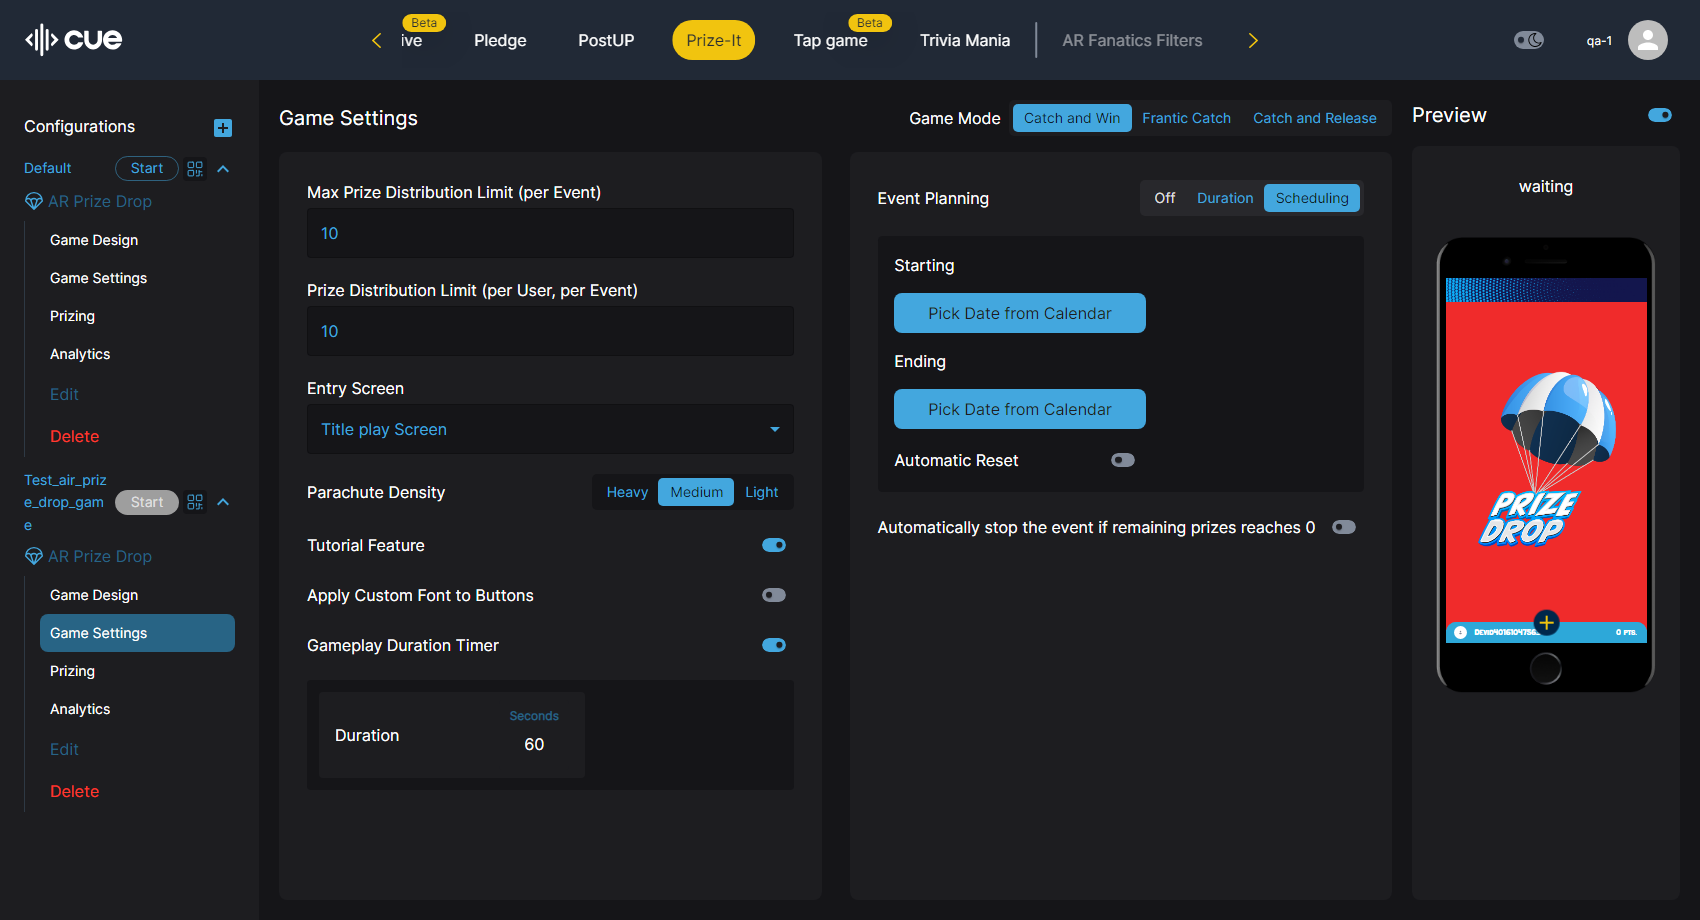 cue
Beta
ive
Pledge
PostUP
Prize-It
Beta
Tap game
Trivia Mania
AR Fanatics Filters
qa-1
Configurations
Default
Start
AR Prize Drop
Game Design
Game Settings
Prizing
Analytics
Edit
Delete
Test_air_priz
e_drop_gam
e
Start
AR Prize Drop
Game Design
Game Settings
Prizing
Analytics
Edit
Delete
Game Settings
Game Mode
Catch and Win
Frantic Catch
Catch and Release
Max Prize Distribution Limit (per Event)
10
Prize Distribution Limit (per User, per Event)
10
Entry Screen
Title play Screen
Parachute Density
Heavy
Medium
Light
Tutorial Feature
Apply Custom Font to Buttons
Gameplay Duration Timer
Duration
Seconds
60
Event Planning
Off
Duration
Scheduling
Starting
Pick Date from Calendar
Ending
Pick Date from Calendar
Automatic Reset
Automatically stop the event if remaining prizes reaches 0
Preview
waiting
PRIZE
DROP
0 PTS.